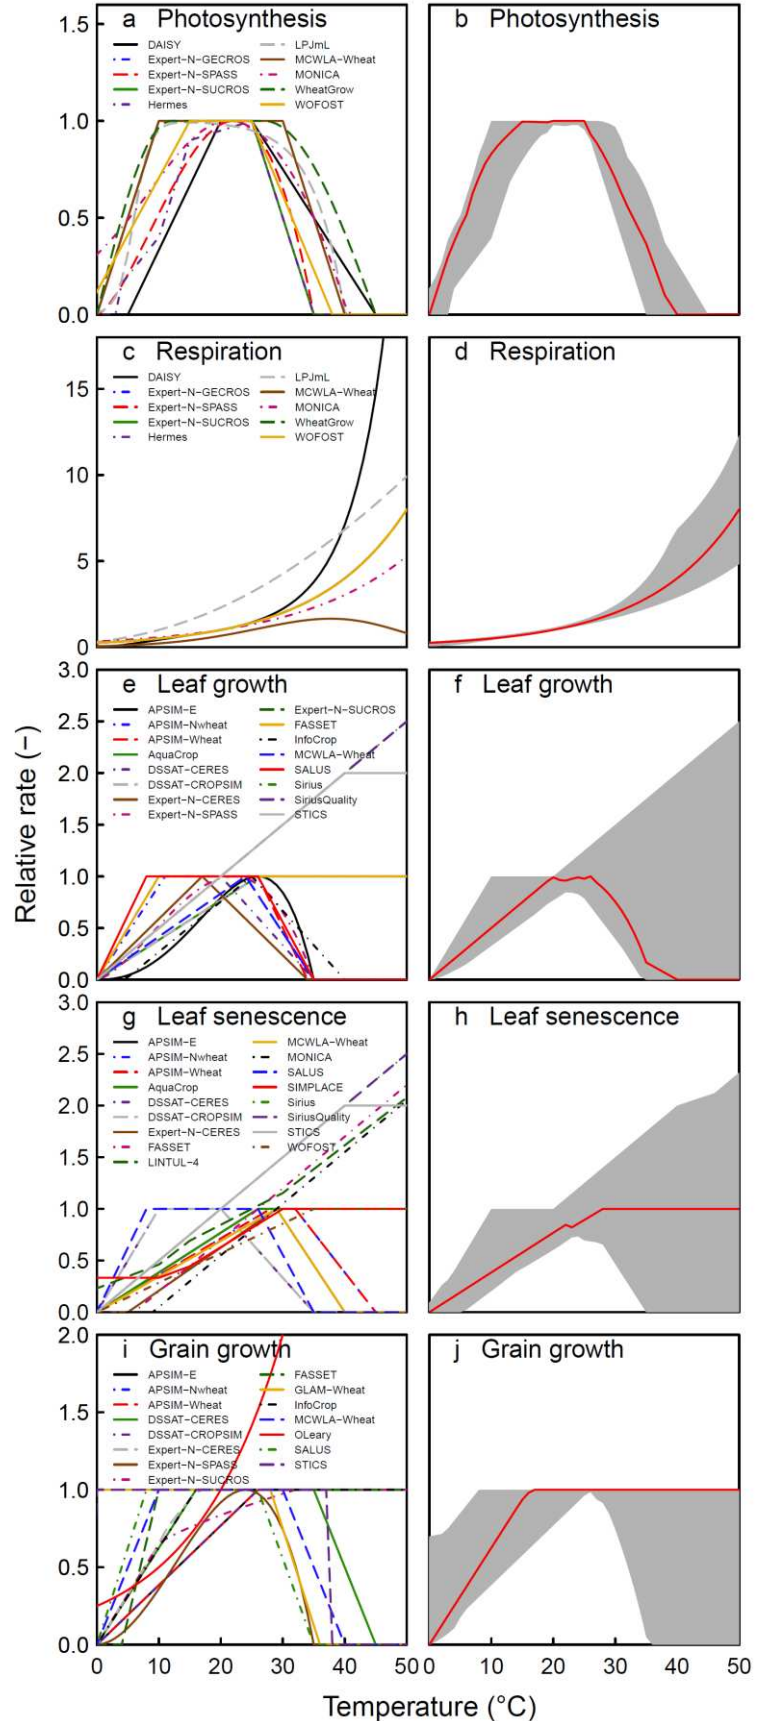 a Photosynthesis
DAISY
Expert−N−GECROS
Expert−N−SPASS
Expert−N−SUCROS
Hermes
LPJmL
MCWLA−Wheat
MONICA
WheatGrow
WOFOST
1.5
1.0
0.5
0.0
b Photosynthesis
c Respiration
DAISY
Expert−N−GECROS
Expert−N−SPASS
Expert−N−SUCROS
Hermes
LPJmL
MCWLA−Wheat
MONICA
WheatGrow
WOFOST
15
10
5
0
d Respiration
Relative rate (−)
e Leaf growth
APSIM−E
APSIM−Nwheat
APSIM−Wheat
AquaCrop
DSSAT−CERES
DSSAT−CROPSIM
Expert−N−CERES
Expert−N−SPASS
Expert−N−SUCROS
FASSET
InfoCrop
MCWLA−Wheat
SALUS
Sirius
SiriusQuality
STICS
3.0
2.5
2.0
1.5
1.0
0.5
0.0
f Leaf growth
g Leaf senescence
APSIM−E
APSIM−Nwheat
APSIM−Wheat
AquaCrop
DSSAT−CERES
DSSAT−CROPSIM
Expert−N−CERES
FASSET
LINTUL−4
MCWLA−Wheat
MONICA
SALUS
SIMPLACE
Sirius
SiriusQuality
STICS
WOFOST
3.0
2.5
2.0
1.5
1.0
0.5
0.0
h Leaf senescence
i Grain growth
APSIM−E
APSIM−Nwheat
APSIM−Wheat
DSSAT−CERES
DSSAT−CROPSIM
Expert−N−CERES
Expert−N−SPASS
Expert−N−SUCROS
FASSET
GLAM−Wheat
InfoCrop
MCWLA−Wheat
OLeary
SALUS
STICS
2.0
1.5
1.0
0.5
0.0
0 10 20 30 40 50
j Grain growth
0 10 20 30 40 50
Temperature (°C)